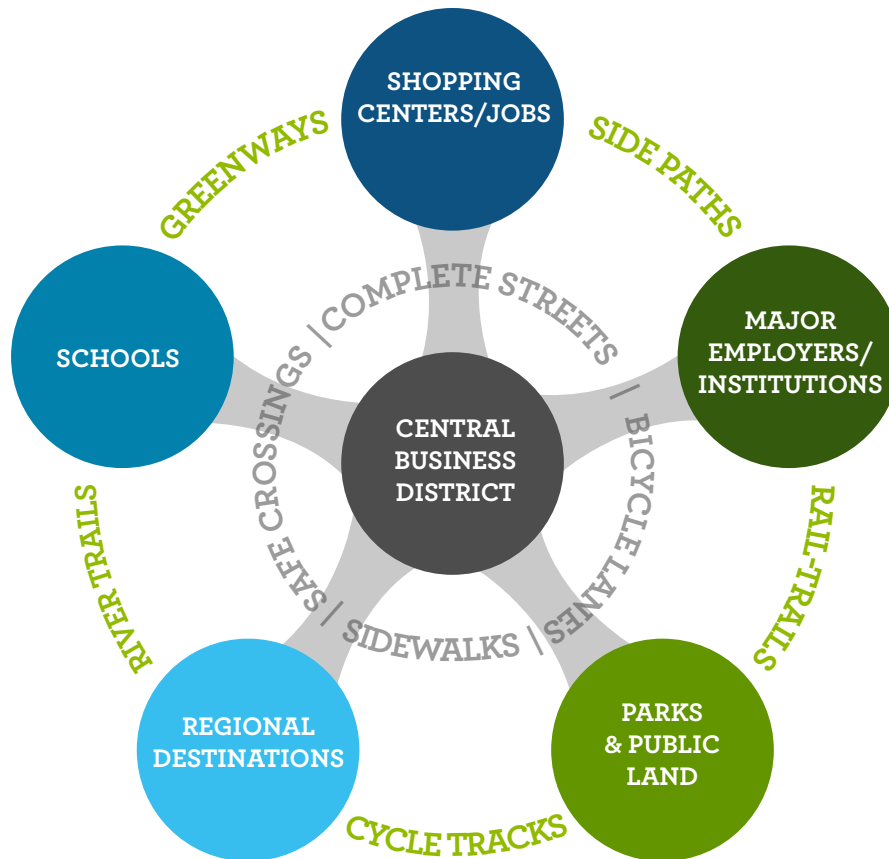 SHOPPING
CENTERS/JOBS
GREENWAYS
SIDE PATHS
COMPLETE STREETS | BICYCLE LANES | SIDEWALKS | SAFE CROSSINGS |
SCHOOLS
MAJOR
EMPLOYERS/
INSTITUTIONS
CENTRAL
BUSINESS
DISTRICT
RIVER TRAILS
RAIL-TRAILS
REGIONAL
DESTINATIONS
PARKS
& PUBLIC
LAND
CYCLE TRACKS